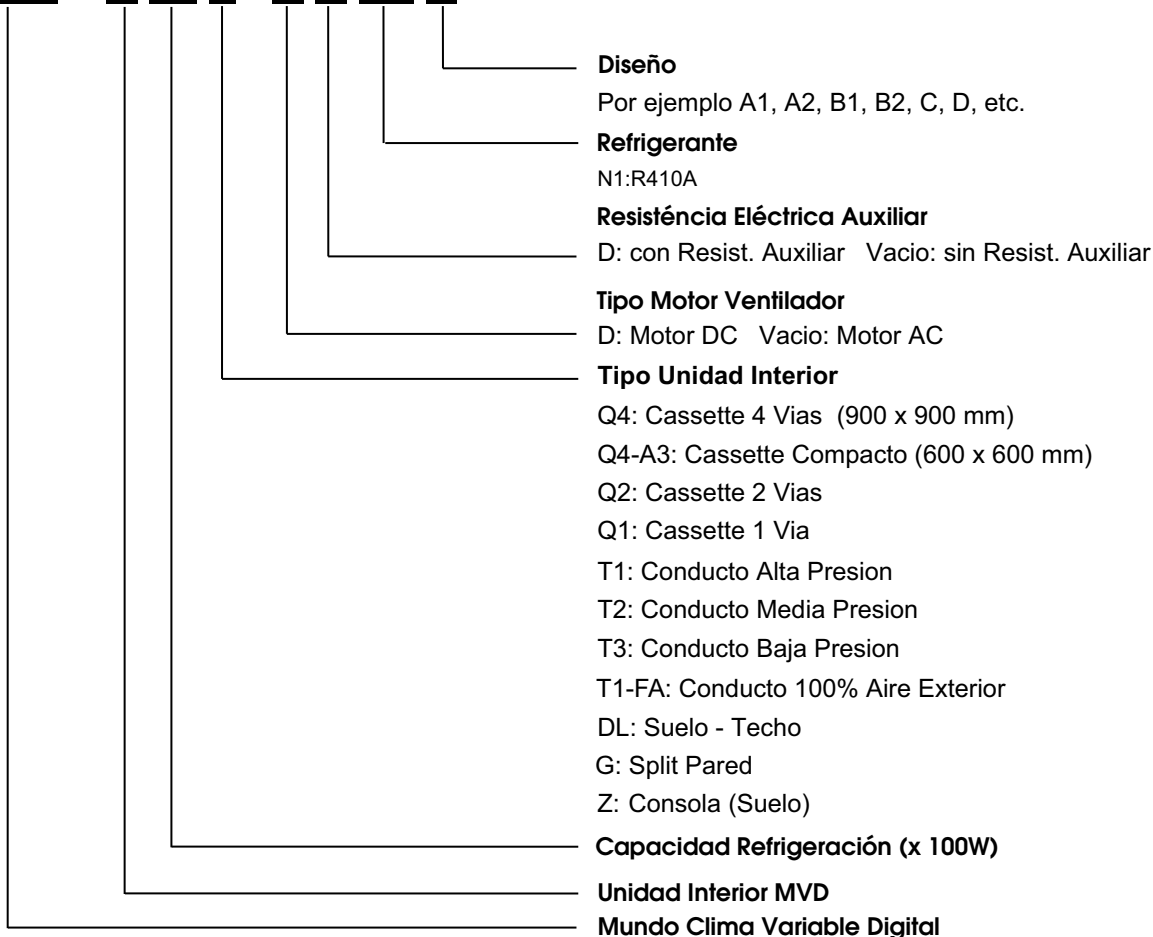 Diseño
Por ejemplo A1, A2, B1, B2, C, D, etc.
Refrigerante
N1:R410A
Resisténcia Eléctrica Auxiliar
D: con Resist. Auxiliar Vacio: sin Resist. Auxiliar
Tipo Motor Ventilador
D: Motor DC Vacio: Motor AC
Tipo Unidad Interior
Q4: Cassette 4 Vias (900 x 900 mm)
Q4-A3: Cassette Compacto (600 x 600 mm)
Q2: Cassette 2 Vias
Q1: Cassette 1 Via
T1: Conducto Alta Presion
T2: Conducto Media Presion
T3: Conducto Baja Presion
T1-FA: Conducto 100% Aire Exterior
DL: Suelo - Techo
G: Split Pared
Z: Consola (Suelo)
Capacidad Refrigeración (x 100W)
Unidad Interior MVD
Mundo Clima Variable Digital